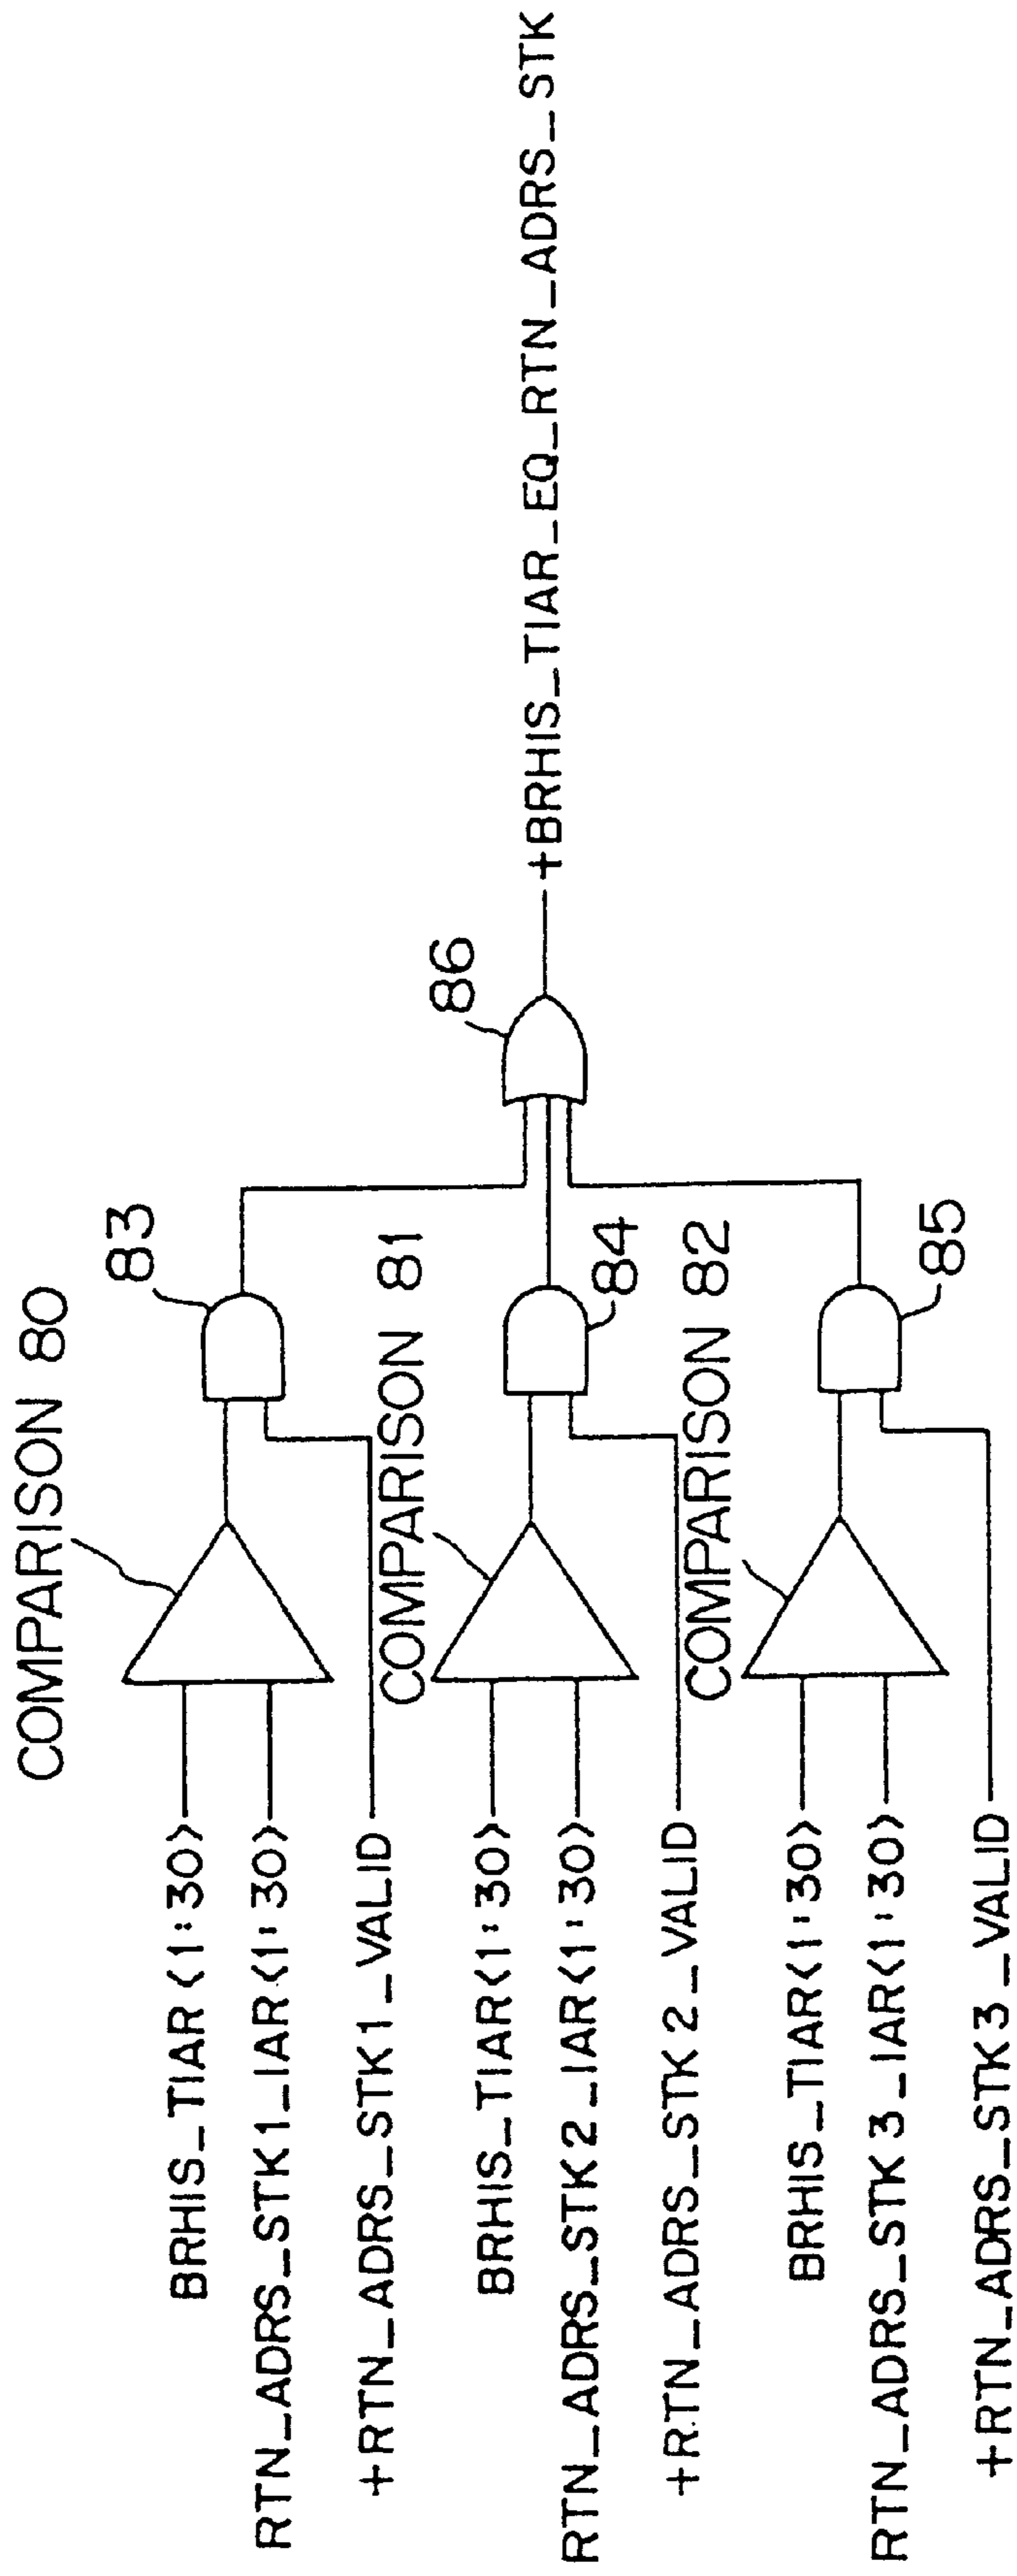 COMPARISON 80
83
BRHIS_TIAR<1:30>
RTN_ADRS_STK1_IAR<1:30>
+RTN_ADRS_STK1_VALID
COMPARISON 81
86
+BRHIS_TIAR_EQ_RTN_ADRS_STK
BRHIS_TIAR<1:30>
RTN_ADRS_STK2_IAR<1:30>
84
+RTN_ADRS_STK2_VALID
COMPARISON 82
BRHIS_TIAR<1:30>
RTN_ADRS_STK3_IAR<1:30>
85
+RTN_ADRS_STK3_VALID